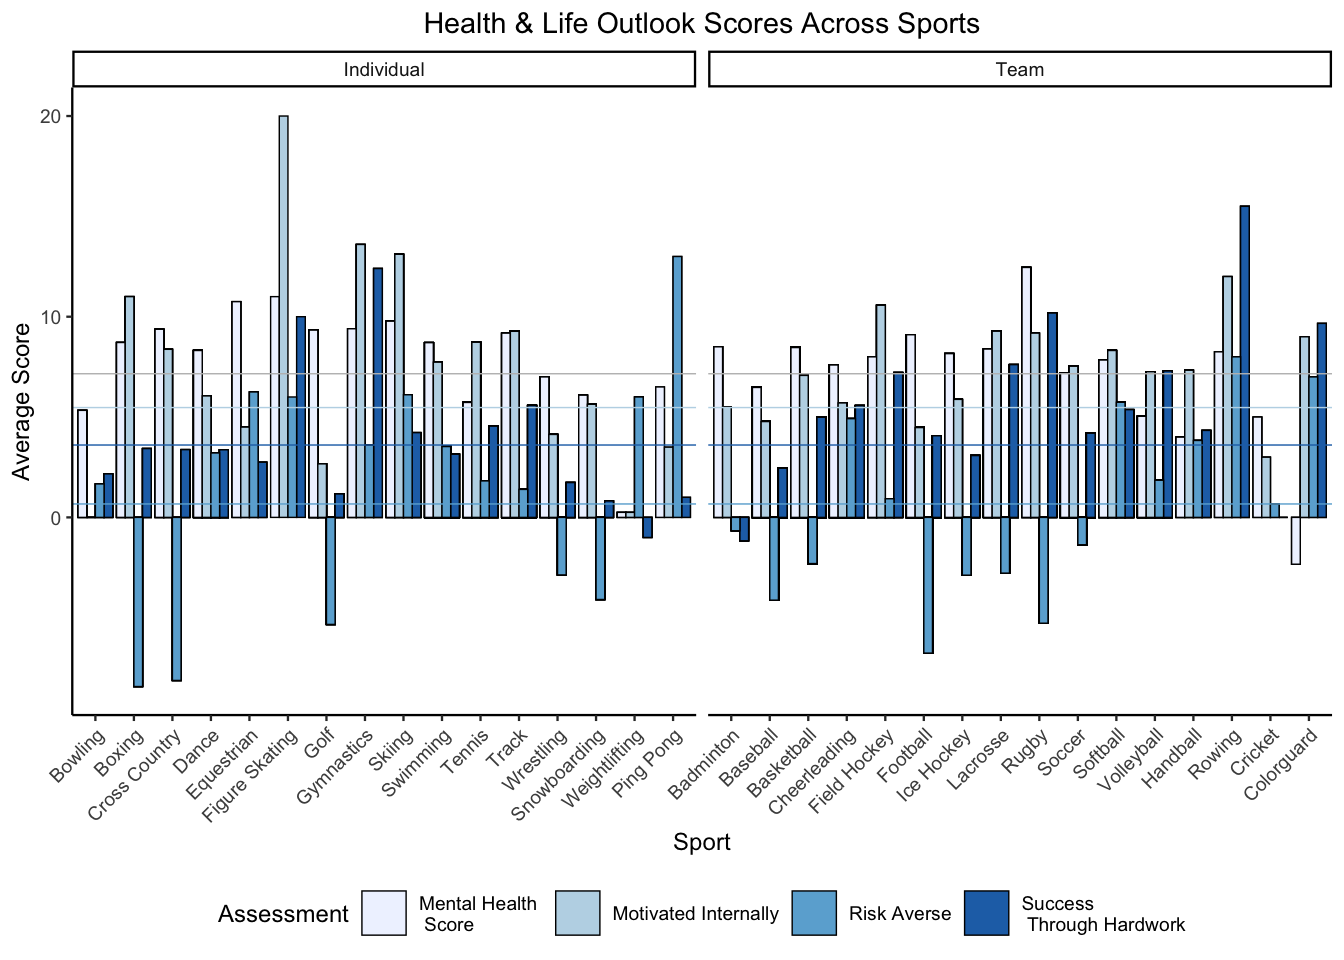 Health & Life Outlook Scores Across Sports
Individual
Team
Average Score
20
10
0
Bowling
Boxing
Cross Country
Dance
Equestrian
Figure Skating
Golf
Gymnastics
Skiing
Swimming
Tennis
Track
Wrestling
Snowboarding
Weightlifting
Ping Pong
Badminton
Baseball
Basketball
Cheerleading
Field Hockey
Football
Ice Hockey
Lacrosse
Rugby
Soccer
Softball
Volleyball
Handball
Rowing
Cricket
Colorguard
Sport
Assessment
Mental Health
Score
Motivated Internally
Risk Averse
Success
Through Hardwork